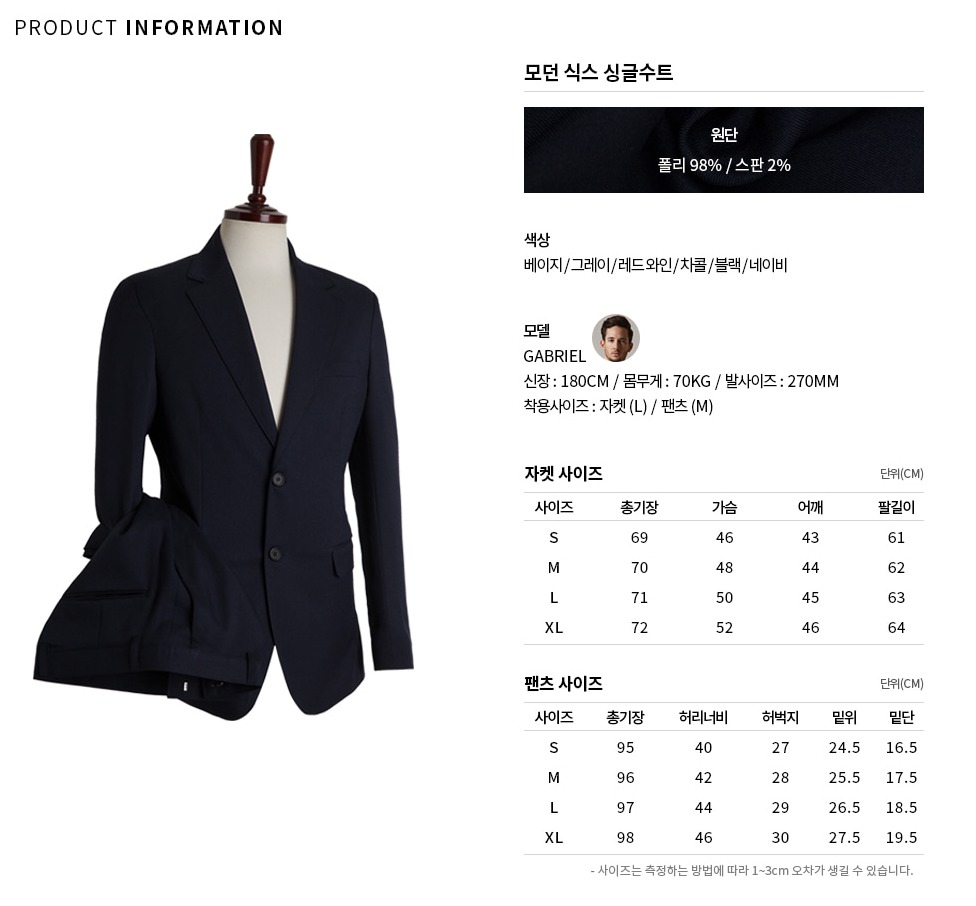 PRODUCT INFORMATION
모던 식스 싱글수트
원단
폴리 98% / 스판 2%
색상
베이지/그레이/레드와인/차콜/블랙/네이비
모델
GABRIEL
신장 : 180CM / 몸무게 : 70KG / 발사이즈 : 270MM
착용사이즈 : 자켓 (L) / 팬츠 (M)
자켓 사이즈 단위(CM)
사이즈 총기장 가슴 어깨 팔길이
S 69 46 43 61
M 70 48 44 62
L 71 50 45 63
XL 72 52 46 64
팬츠 사이즈 단위(CM)
사이즈 총기장 허리너비 허벅지 밑위 밑단
S 95 40 27 24.5 16.5
M 96 42 28 25.5 17.5
L 97 44 29 26.5 18.5
XL 98 46 30 27.5 19.5
- 사이즈는 측정하는 방법에 따라 1~3cm 오차가 생길 수 있습니다.